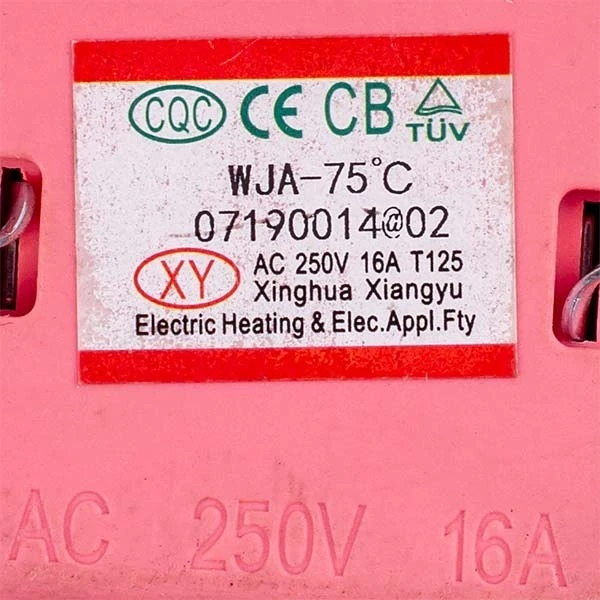 CQC CE CB TÜV
WJA-75°C
07190014@02
XY
AC 250V 16A T125
Xinghua Xiangyu
Electric Heating & Elec.Appl.Fty
AC 250V 16A